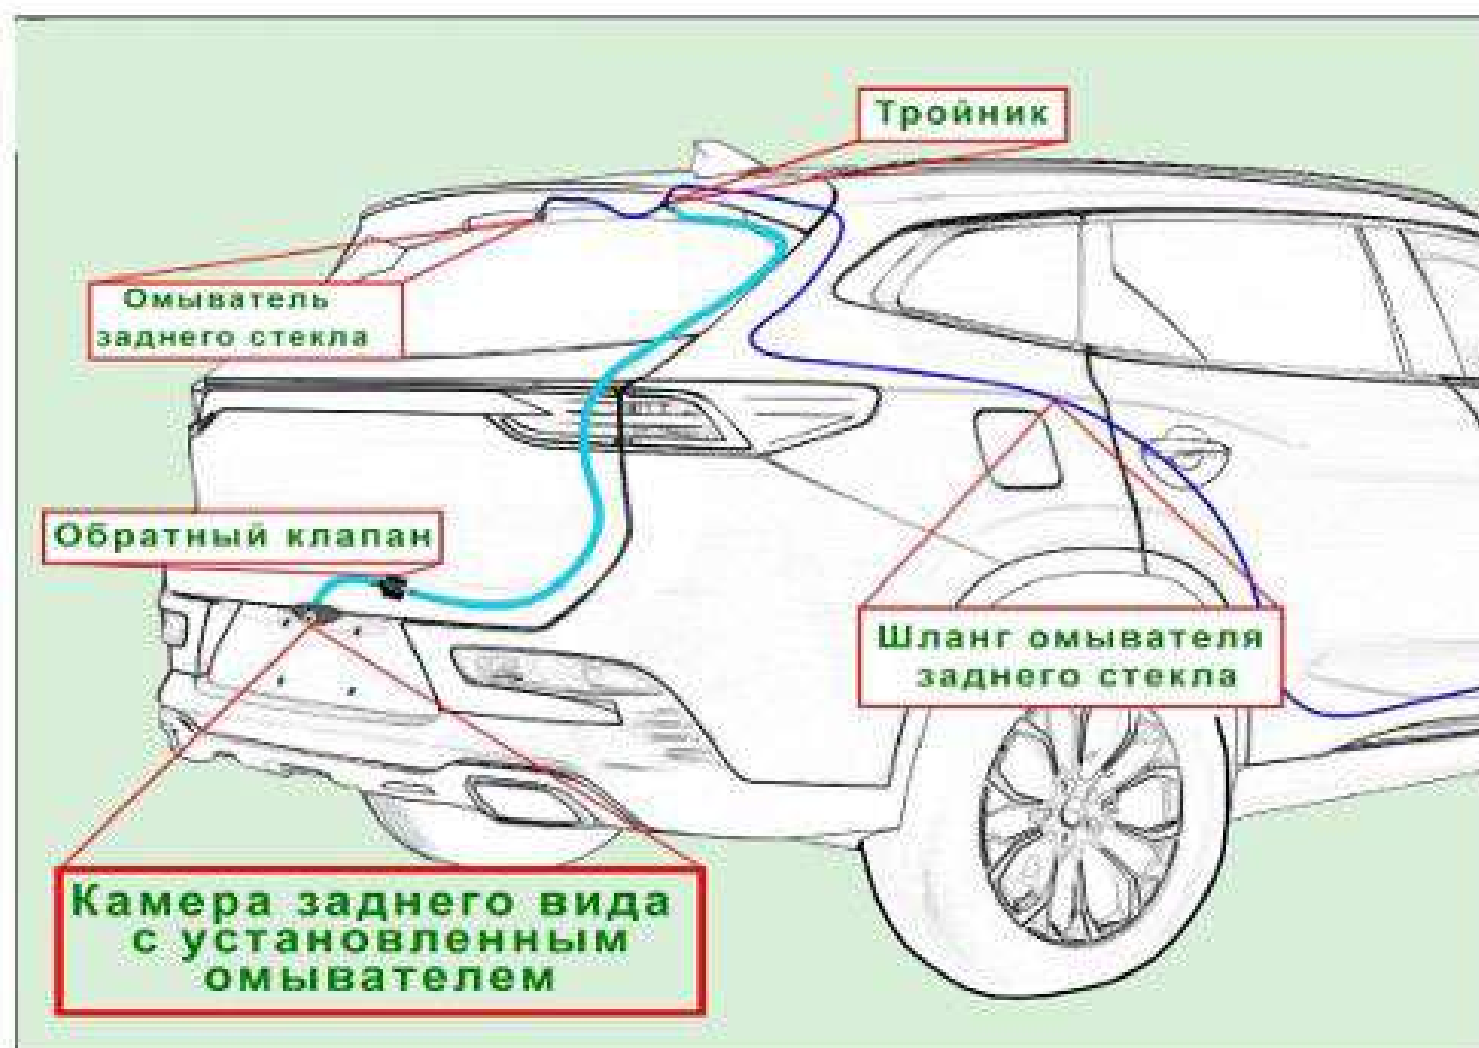 Тройник
Омыватель
заднего стекла
Обратный клапан
Шланг омывателя
заднего стекла
Камера заднего вида
с установленным
омывателем